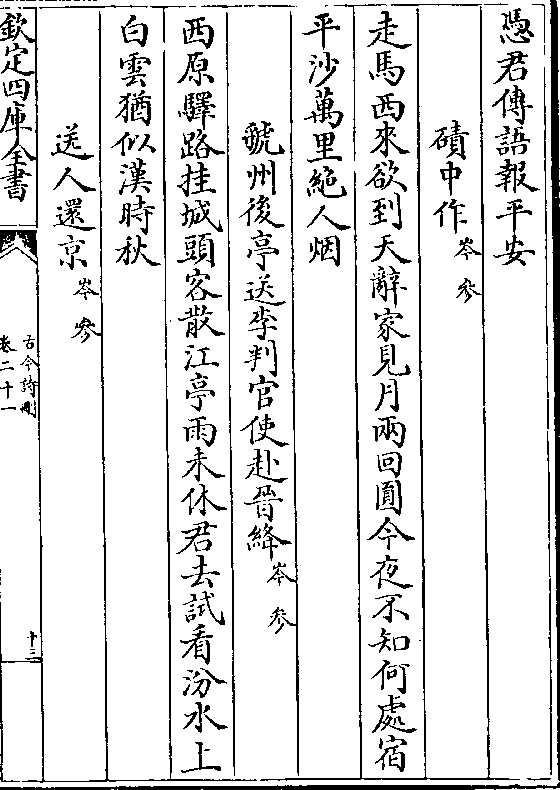 憑君傳語報平安
磧中作岑參
走馬西來欲到天辭家見月兩回圓今夜不知何處宿
平沙萬里絶人烟
虢州後亭送李判官使赴晉絳岑參
西原驛路挂城頭客散江亭雨未休君去試看汾水上
白雲猶似漢時秋
送人還京岑參
欽定四庫全書
古今詩刪
卷二十一
十三